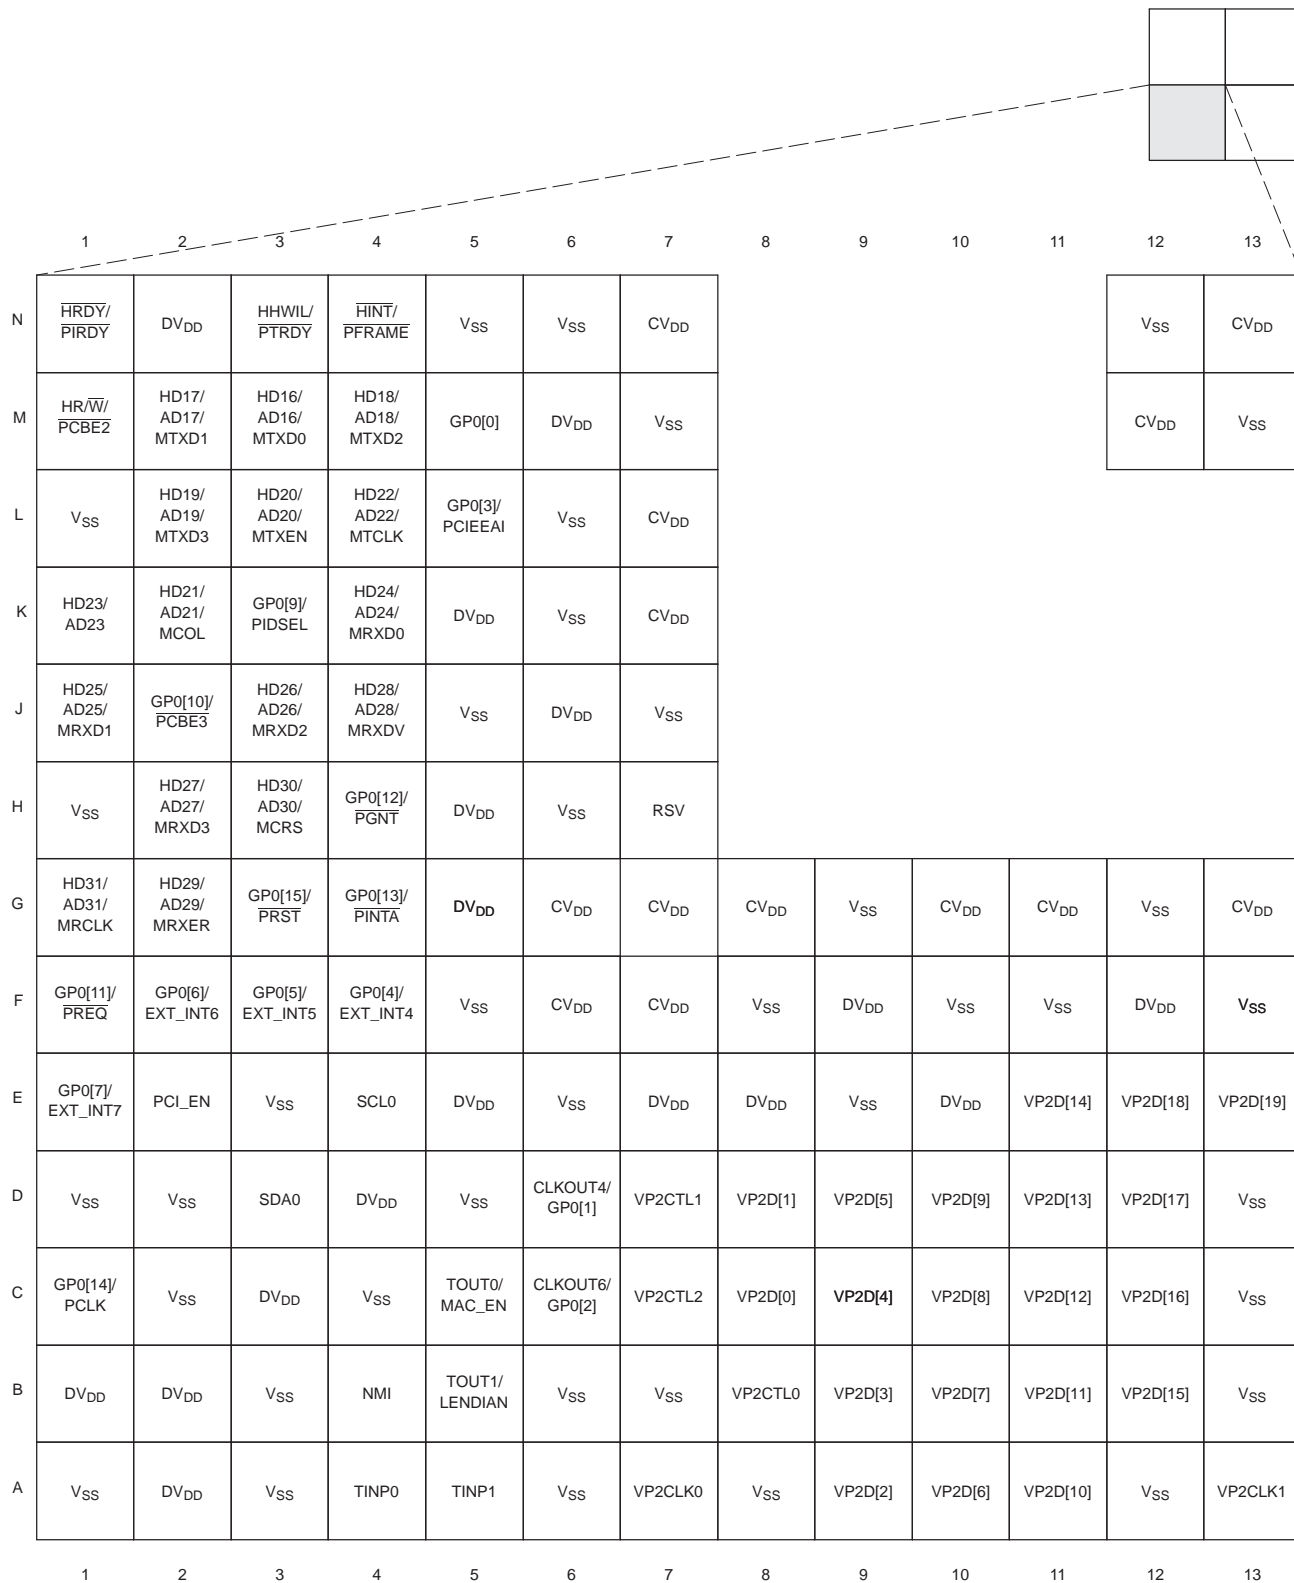 1 2 3 4 5 6 7 8 9 10 11 12 13
N
HRDY/
PIRDY
DVDD
HHWIL/
PTRDY
HINT/
PFRAME
VSS
VSS
CVDD
VSS
CVDD
M
HR/W/
PCBE2
HD17/
AD17/
MTXD1
HD16/
AD16/
MTXD0
HD18/
AD18/
MTXD2
GP0[0]
DVDD
VSS
CVDD
VSS
L
VSS
HD19/
AD19/
MTXD3
HD20/
AD20/
MTXEN
HD22/
AD22/
MTCLK
GP0[3]/
PCIEEAI
VSS
CVDD
K
HD23/
AD23
HD21/
AD21/
MCOL
GP0[9]/
PIDSEL
HD24/
AD24/
MRXD0
DVDD
VSS
CVDD
J
HD25/
AD25/
MRXD1
GP0[10]/
PCBE3
HD26/
AD26/
MRXD2
HD28/
AD28/
MRXDV
VSS
DVDD
VSS
H
VSS
HD27/
AD27/
MRXD3
HD30/
AD30/
MCRS
GP0[12]/
PGNT
DVDD
VSS
RSV
G
HD31/
AD31/
MRCLK
HD29/
AD29/
MRXER
GP0[15]/
PRST
GP0[13]/
PINTA
DVDD
CVDD
CVDD
CVDD
VSS
CVDD
CVDD
VSS
CVDD
F
GP0[11]/
PREQ
GP0[6]/
EXT_INT6
GP0[5]/
EXT_INT5
GP0[4]/
EXT_INT4
VSS
CVDD
CVDD
VSS
DVDD
VSS
VSS
DVDD
VSS
E
GP0[7]/
EXT_INT7
PCI_EN
VSS
SCL0
DVDD
VSS
DVDD
DVDD
VSS
DVDD
VP2D[14]
VP2D[18]
VP2D[19]
D
VSS
VSS
SDA0
DVDD
VSS
CLKOUT4/
GP0[1]
VP2CTL1
VP2D[1]
VP2D[5]
VP2D[9]
VP2D[13]
VP2D[17]
VSS
C
GP0[14]/
PCLK
VSS
DVDD
VSS
TOUT0/
MAC_EN
CLKOUT6/
GP0[2]
VP2CTL2
VP2D[0]
VP2D[4]
VP2D[8]
VP2D[12]
VP2D[16]
VSS
B
DVDD
DVDD
VSS
NMI
TOUT1/
LENDIAN
VSS
VSS
VP2CTL0
VP2D[3]
VP2D[7]
VP2D[11]
VP2D[15]
VSS
A
VSS
DVDD
VSS
TINP0
TINP1
VSS
VP2CLK0
VSS
VP2D[2]
VP2D[6]
VP2D[10]
VSS
VP2CLK1
1 2 3 4 5 6 7 8 9 10 11 12 13